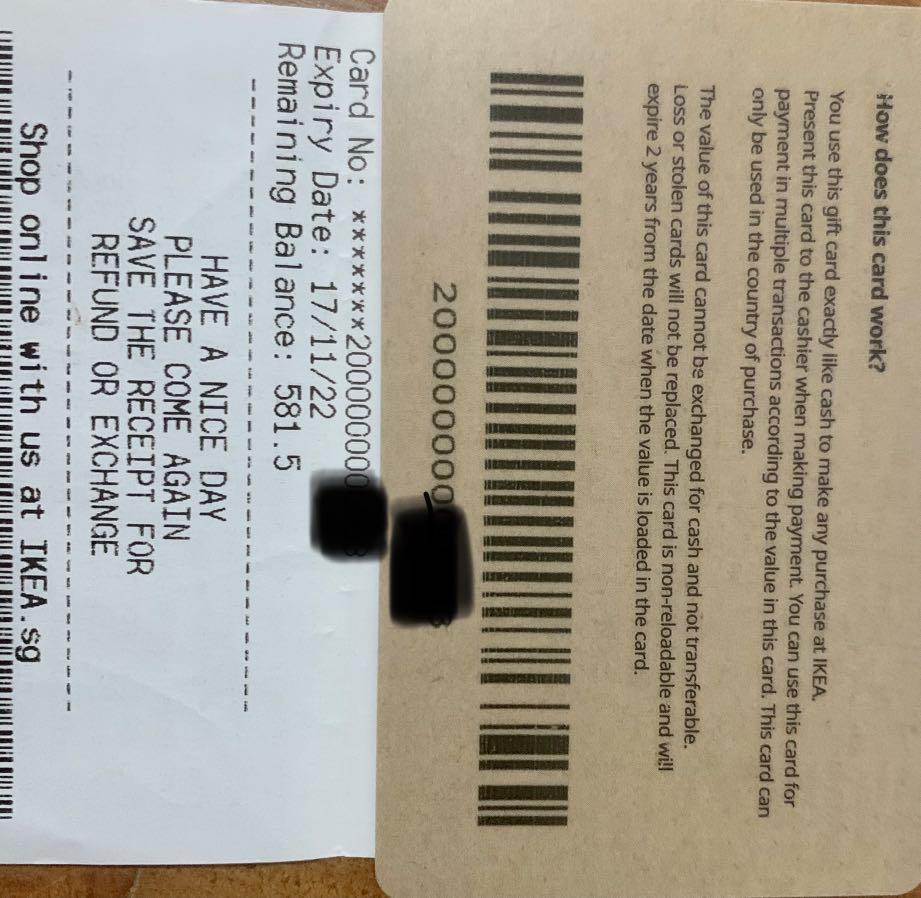 How does this card work?
You use this gift card exactly like cash to make any purchase at IKEA.
Present this card to the cashier when making payment. You can use this card for
payment in multiple transactions according to the value in this card. This card can
only be used in the country of purchase.
The value of this card cannot be exchanged for cash and not transferable.
Loss or stolen cards will not be replaced. This card is non-reloadable and will
expire 2 years from the date when the value is loaded in the card.
200000000
Card No: ******200000000
Expiry Date: 17/11/22
Remaining Balance: 581.5
HAVE A NICE DAY
PLEASE COME AGAIN
SAVE THE RECEIPT FOR
REFUND OR EXCHANGE
Shop online with us at IKEA.sg